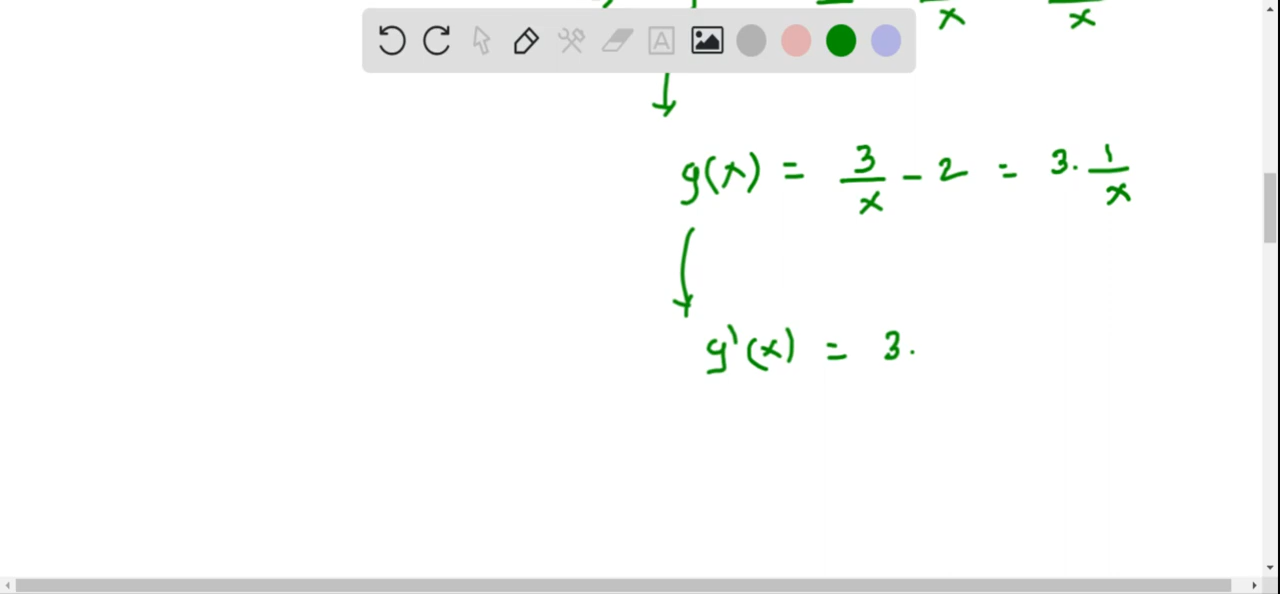 x x
g(x) = 3/x - 2 = 3. 1/x
g'(x) = 3.